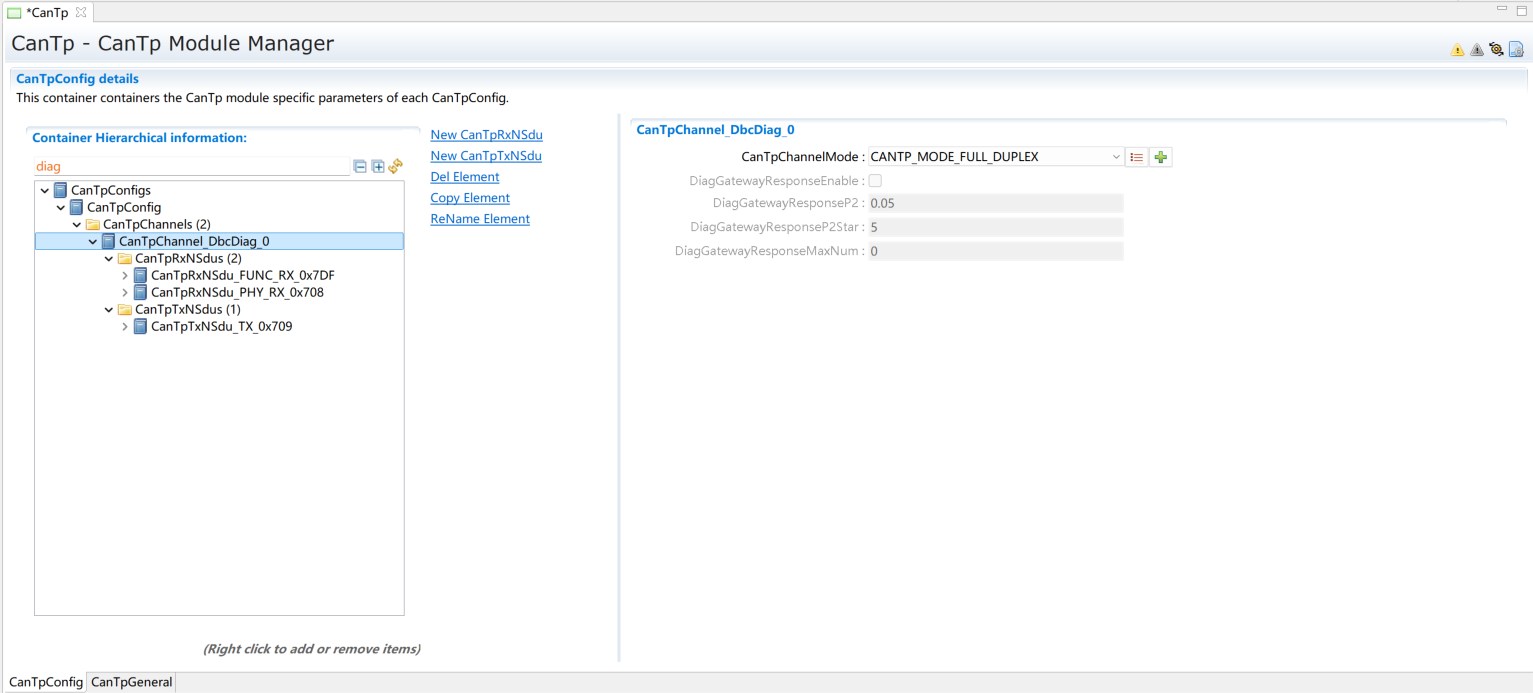 *CanTp
CanTp - CanTp Module Manager
CanTpConfig details
This container containers the CanTp module specific parameters of each CanTpConfig.
Container Hierarchical information:
diag
CanTpConfigs
CanTpConfig
CanTpChannels (2)
CanTpChannel_DbcDiag_0
CanTpRxNSdus (2)
CanTpRxNSdu_FUNC_RX_0x7DF
CanTpRxNSdu_PHY_RX_0x708
CanTpTxNSdus (1)
CanTpTxNSdu_TX_0x709
(Right click to add or remove items)
New CanTpRxNSdu
New CanTpTxNSdu
Del Element
Copy Element
ReName Element
CanTpChannel_DbcDiag_0
CanTpChannelMode : CANTP_MODE_FULL_DUPLEX
DiagGatewayResponseEnable :
DiagGatewayResponseP2 : 0.05
DiagGatewayResponseP2Star : 5
DiagGatewayResponseMaxNum : 0
CanTpConfig CanTpGeneral